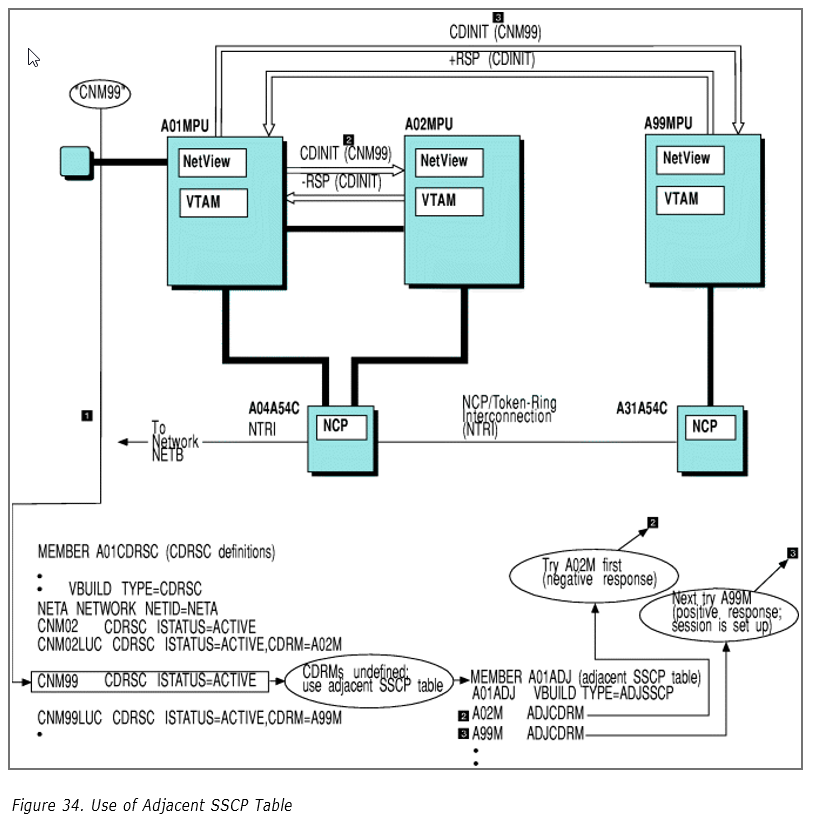 3
CDINIT (CNM99)
+RSP (CDINIT)
"CNM99"
A01MPU
A02MPU
A99MPU
NetView
VTAM
2
CDINIT (CNM99)
-RSP (CDINIT)
NetView
VTAM
NetView
VTAM
1
To
Network
NETB
A04A54C
NTRI
NCP
NCP/Token-Ring
Interconnection
(NTRI)
A31A54C
NCP
MEMBER A01CDRSC (CDRSC definitions)
•
• VBUILD TYPE=CDRSC
NETA NETWORK NETID=NETA
CNM02 CDRSC ISTATUS=ACTIVE
CNM02LUC CDRSC ISTATUS=ACTIVE,CDRM=A02M
CNM99 CDRSC ISTATUS=ACTIVE
CNM99LUC CDRSC ISTATUS=ACTIVE,CDRM=A99M
•
CDRMs undefined;
use adjacent SSCP table
2
Try A02M first
(negative response)
3
Next try A99M
(positive response;
session is set up)
MEMBER A01ADJ (adjacent SSCP table)
A01ADJ VBUILD TYPE=ADJSSCP
2 A02M ADJCDRM
3 A99M ADJCDRM
•
•
Figure 34. Use of Adjacent SSCP Table